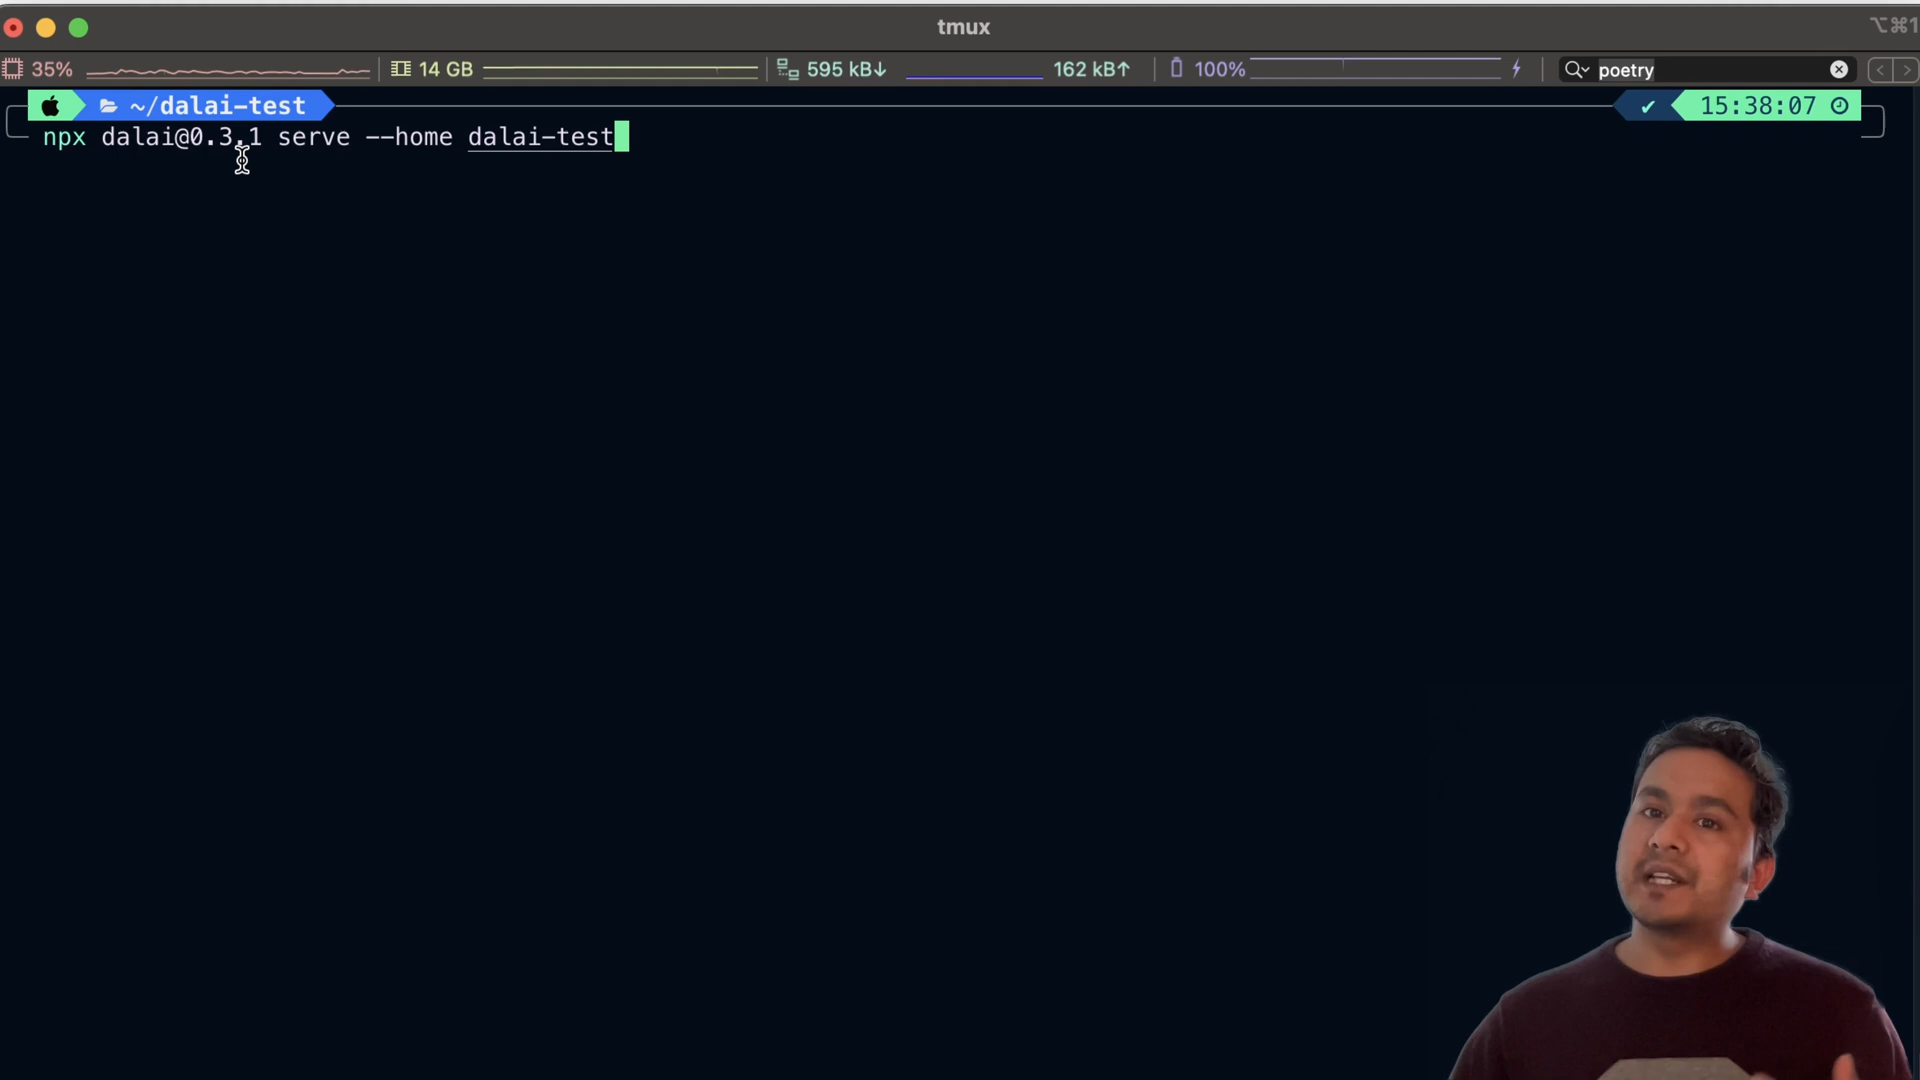 tmux
⌥⌘1
35% 14 GB 595 kB↓ 162 kB↑ 100% poetry
~/dalai-test 15:38:07
npx dalai@0.3.1 serve --home dalai-test